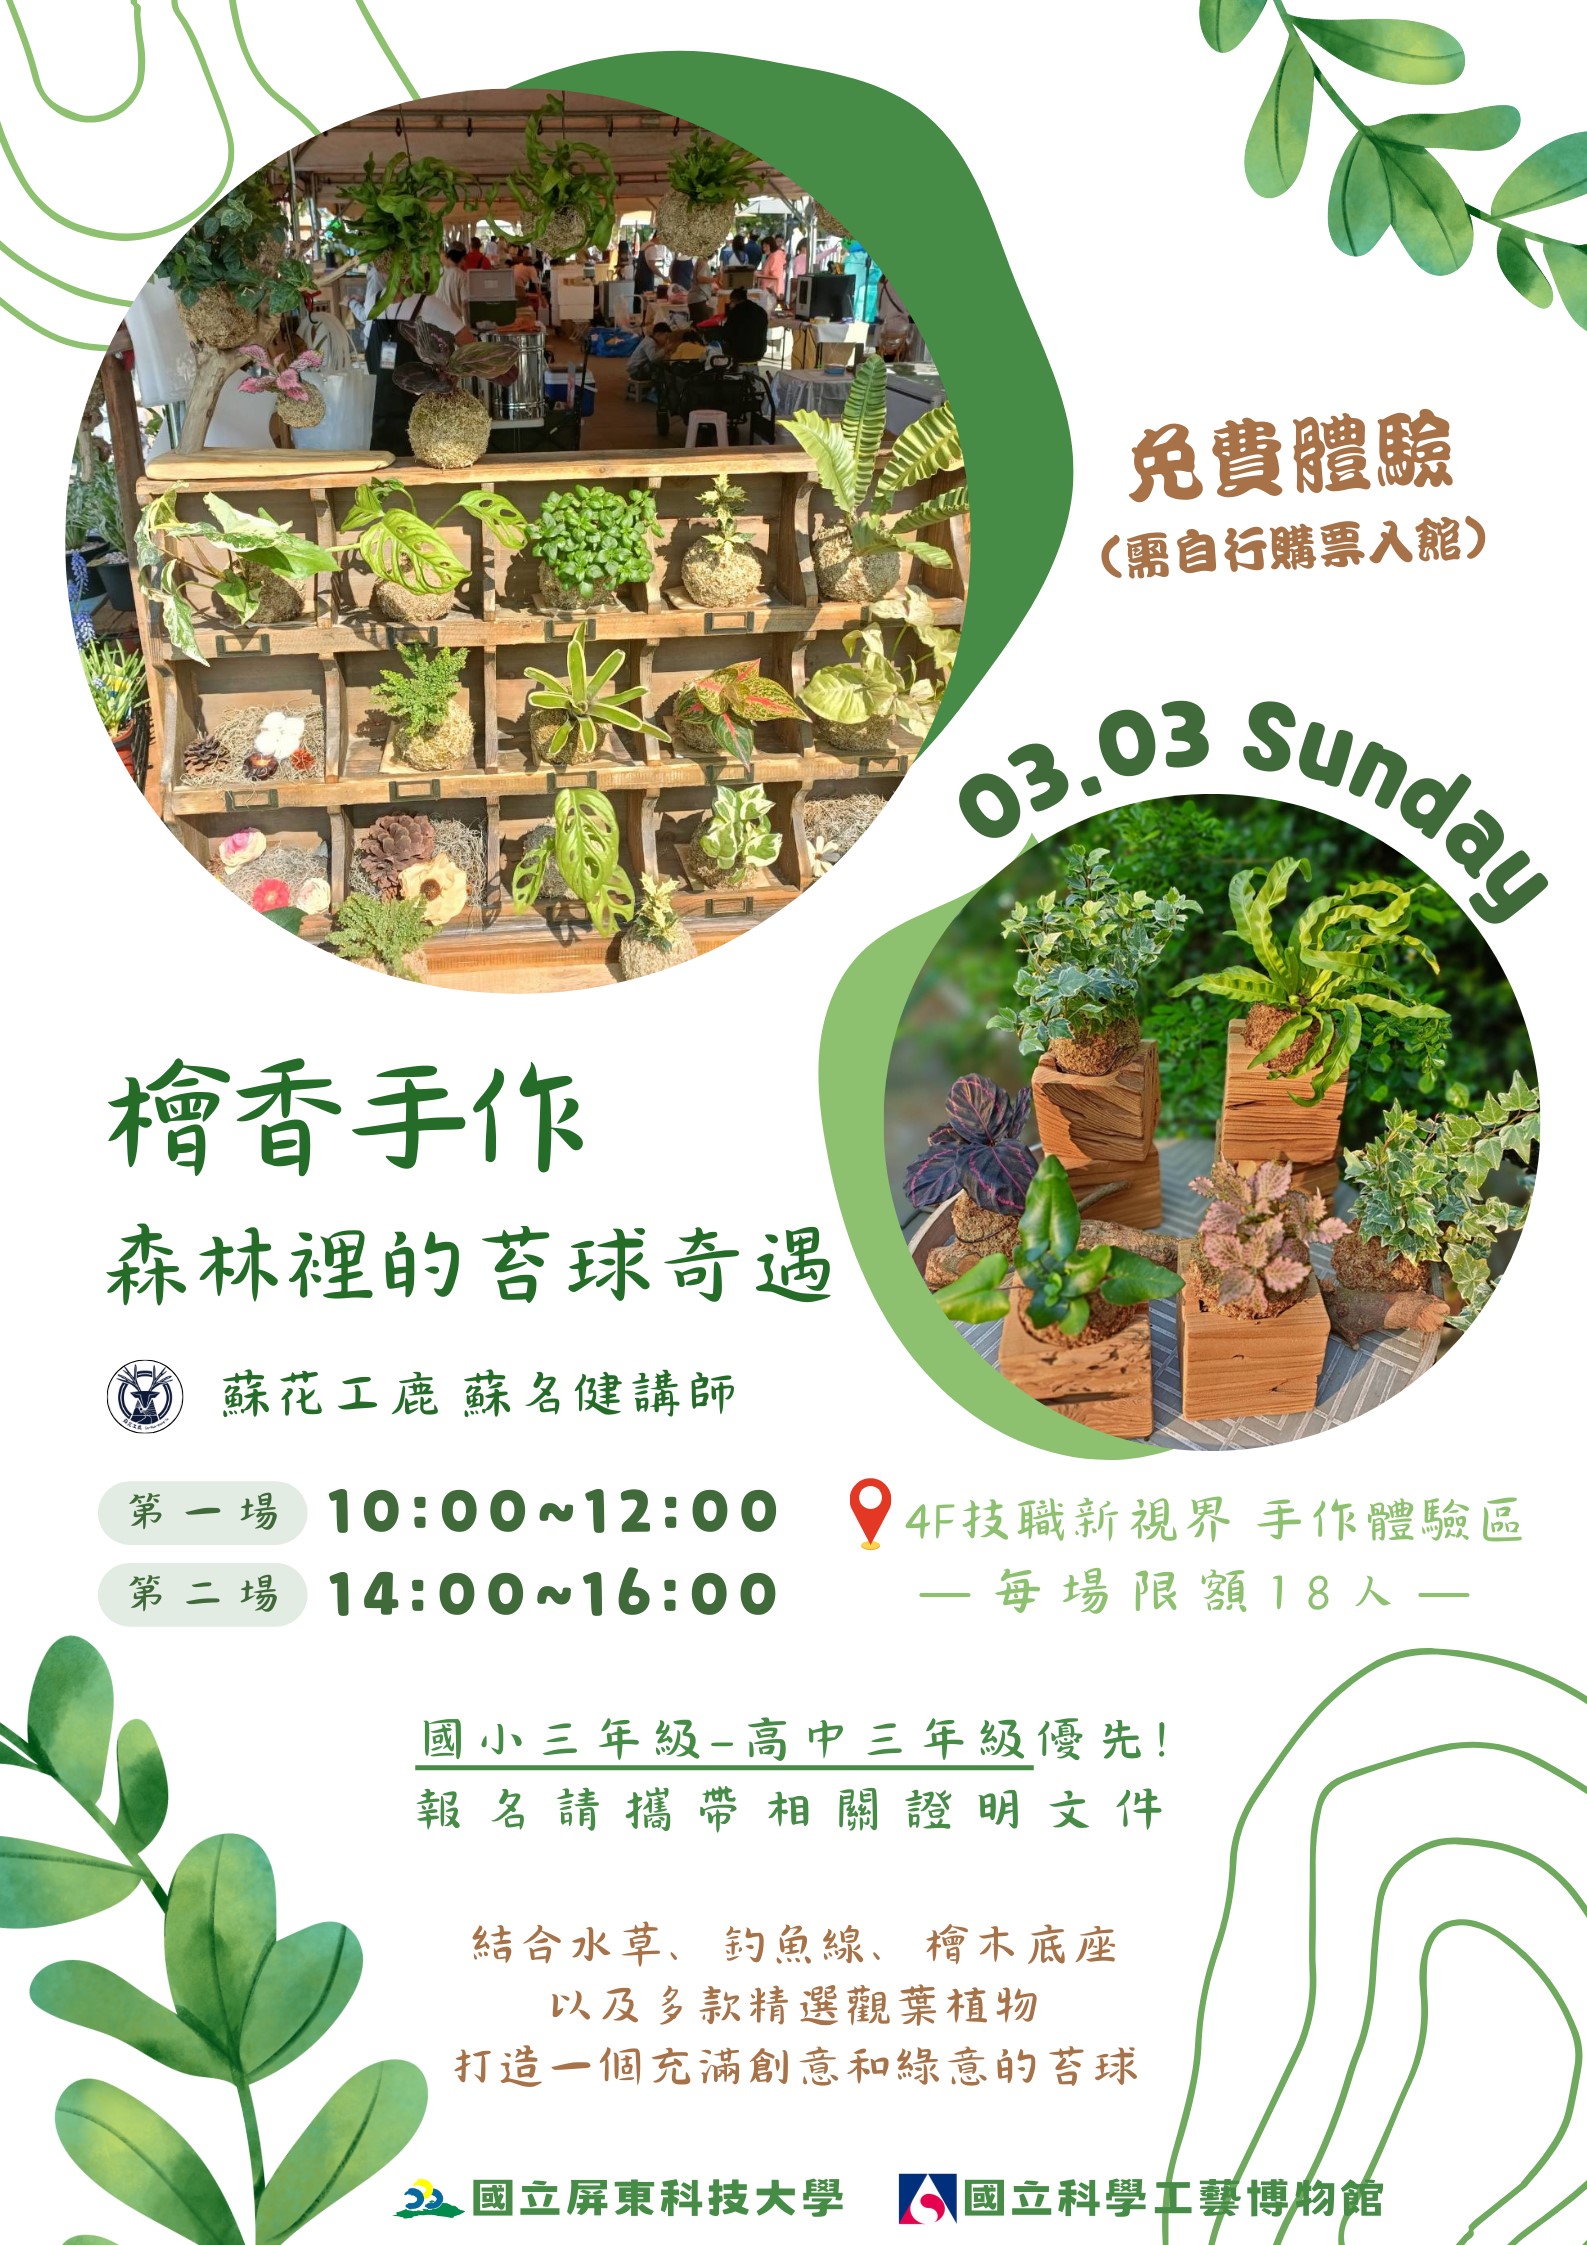 免費體驗
(需自行購票入館)
03.03 Sunday
檜香手作
森林裡的苔球奇遇
蘇花工鹿 蘇名健講師
第一場 10:00~12:00
第二場 14:00~16:00
4F技職新視界 手作體驗區
— 每場限額18人 —
國小三年級-高中三年級優先!
報名請攜帶相關證明文件
結合水草、釣魚線、檜木底座
以及多款精選觀葉植物
打造一個充滿創意和綠意的苔球
國立屏東科技大學 國立科學工藝博物館